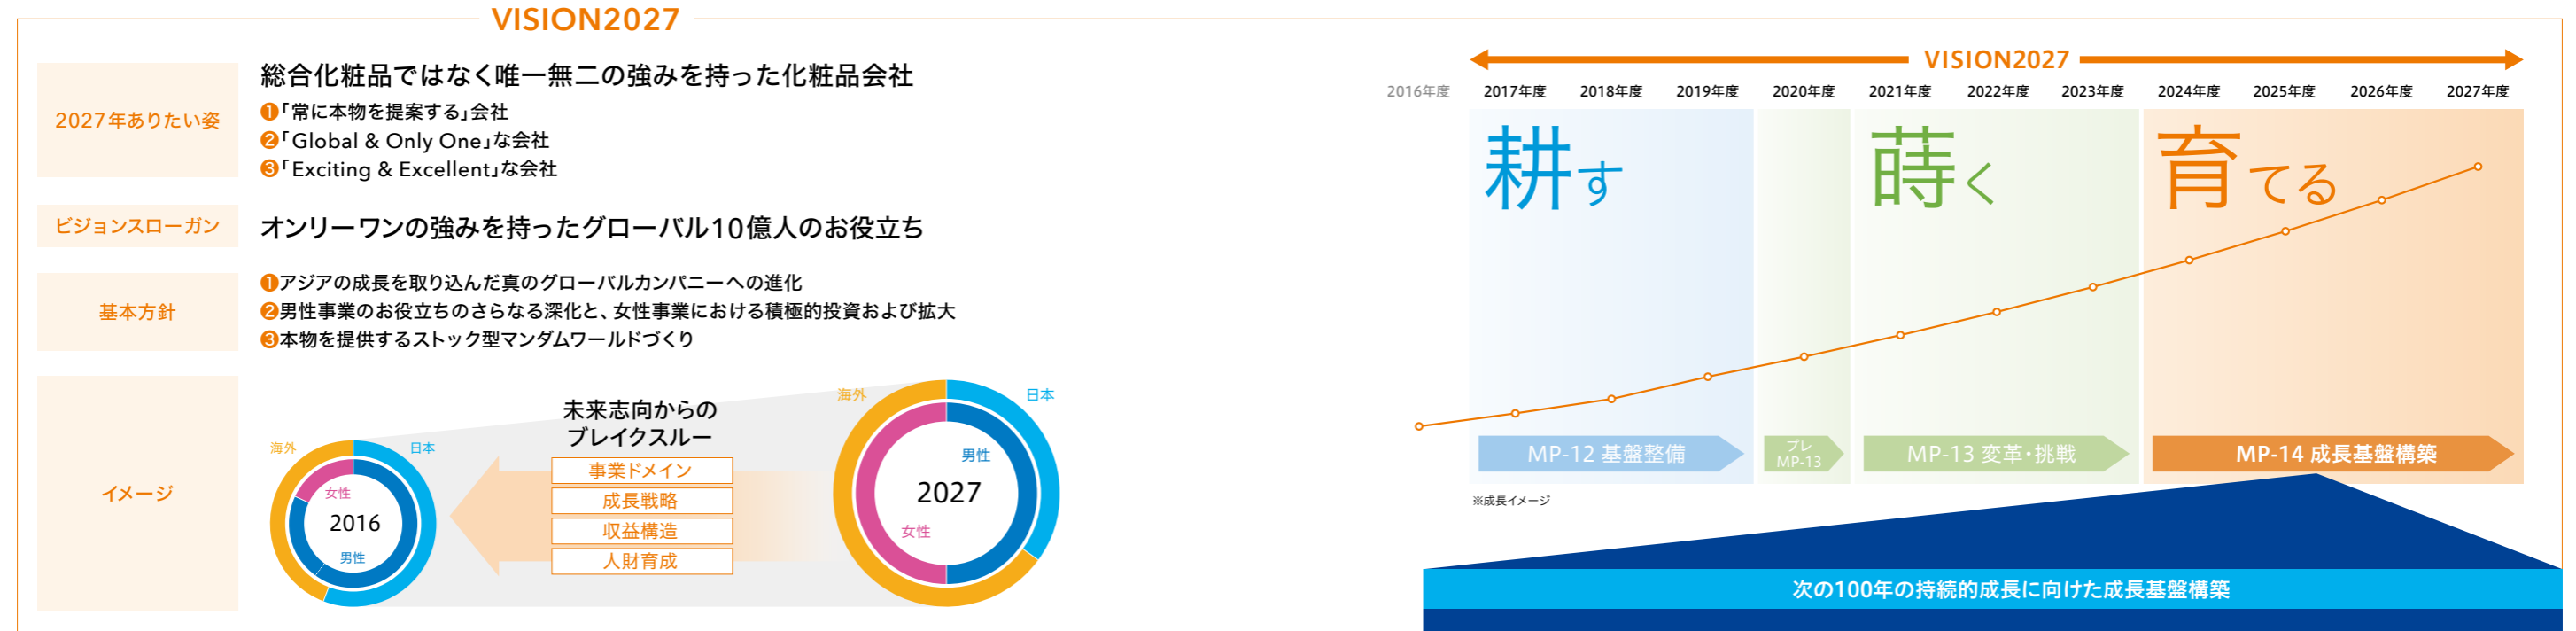 VISION2027
2027年ありたい姿
総合化粧品ではなく唯一無二の強みを持った化粧品会社
❶「常に本物を提案する」会社
❷「Global & Only One」な会社
❸「Exciting & Excellent」な会社
ビジョンスローガン
オンリーワンの強みを持ったグローバル10億人のお役立ち
基本方針
❶アジアの成長を取り込んだ真のグローバルカンパニーへの進化
❷男性事業のお役立ちのさらなる深化と、女性事業における積極的投資および拡大
❸本物を提供するストック型マンダムワールドづくり
イメージ
海外
日本
女性
2016
男性
未来志向からの
ブレイクスルー
事業ドメイン
成長戦略
収益構造
人財育成
海外
日本
男性
2027
女性
VISION2027
2016年度 2017年度 2018年度 2019年度 2020年度 2021年度 2022年度 2023年度 2024年度 2025年度 2026年度 2027年度
耕す
蒔く
育てる
MP-12 基盤整備
プレ
MP-13
MP-13 変革・挑戦
MP-14 成長基盤構築
※成長イメージ
次の100年の持続的成長に向けた成長基盤構築